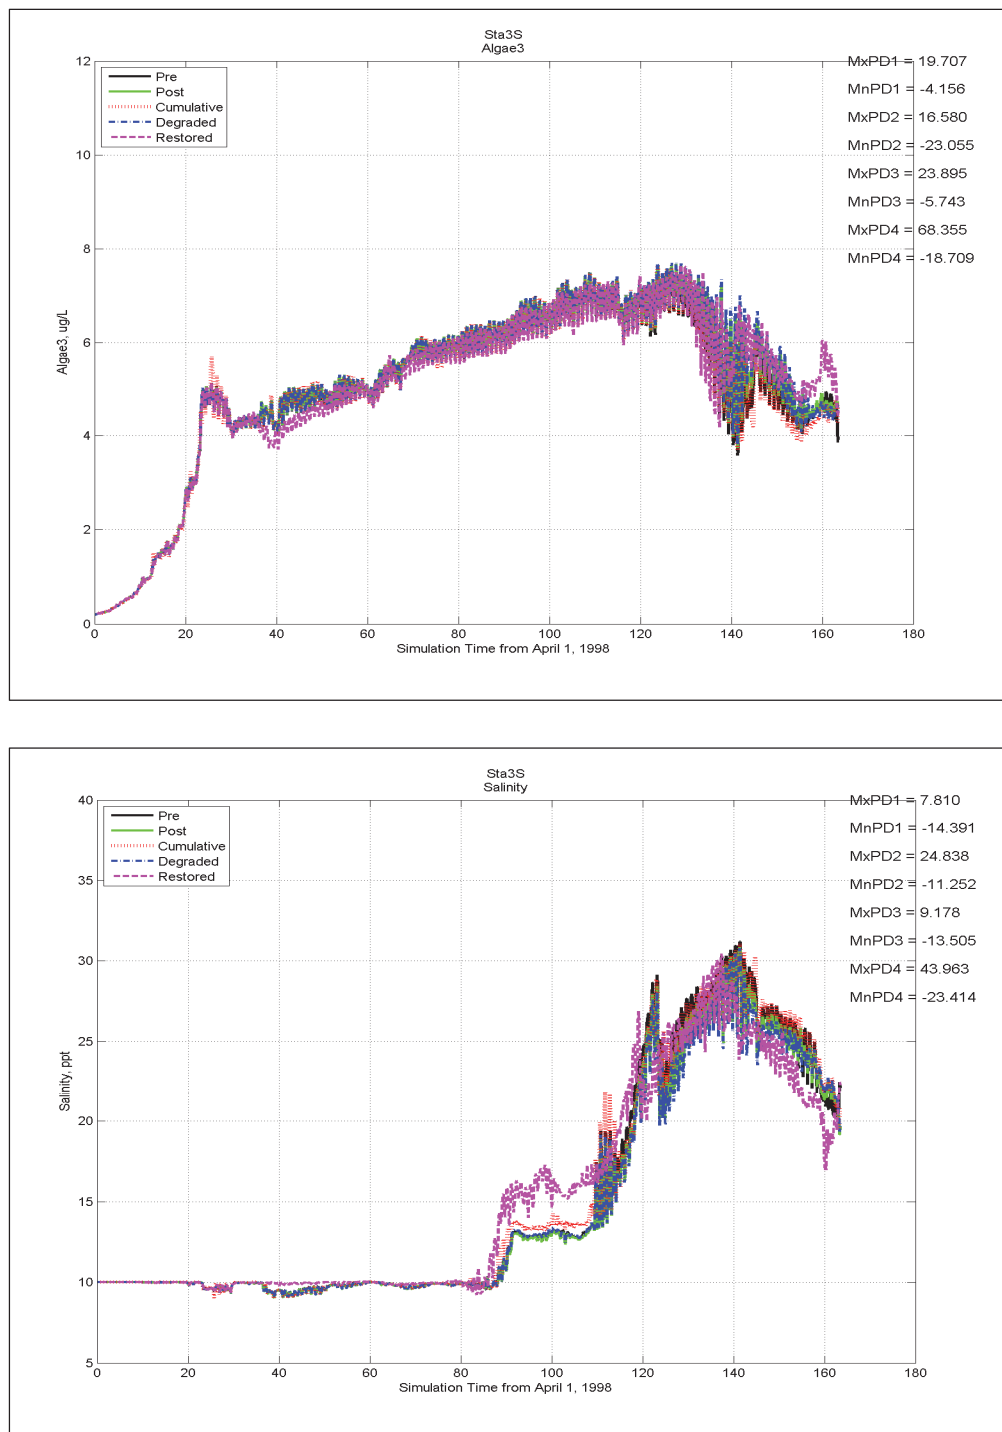 Sta3S
Algae3
12
10
8
6
4
2
0
Algae3, ug/L
Pre
Post
Cumulative
Degraded
Restored
MxPD1 = 19.707
MnPD1 = -4.156
MxPD2 = 16.580
MnPD2 = -23.055
MxPD3 = 23.895
MnPD3 = -5.743
MxPD4 = 68.355
MnPD4 = -18.709
0 20 40 60 80 100 120 140 160 180
Simulation Time from April 1, 1998
Sta3S
Salinity
40
35
30
25
20
15
10
5
Salinity, ppt
Pre
Post
Cumulative
Degraded
Restored
MxPD1 = 7.810
MnPD1 = -14.391
MxPD2 = 24.838
MnPD2 = -11.252
MxPD3 = 9.178
MnPD3 = -13.505
MxPD4 = 43.963
MnPD4 = -23.414
0 20 40 60 80 100 120 140 160 180
Simulation Time from April 1, 1998